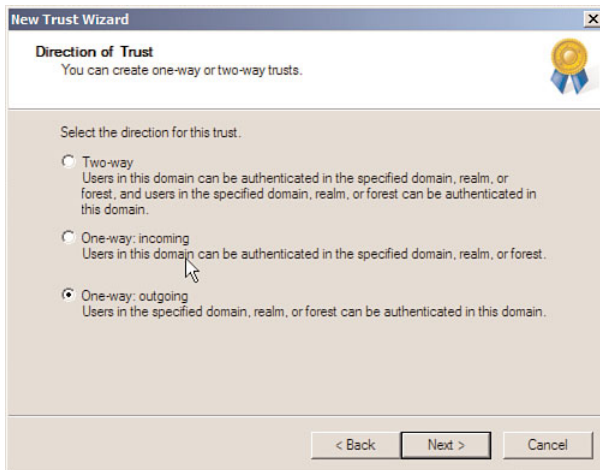 New Trust Wizard
Direction of Trust
You can create one-way or two-way trusts.
Select the direction for this trust.
Two-way
Users in this domain can be authenticated in the specified domain, realm, or
forest, and users in the specified domain, realm, or forest can be authenticated in
this domain.
One-way: incoming
Users in this domain can be authenticated in the specified domain, realm, or forest.
One-way: outgoing
Users in the specified domain, realm, or forest can be authenticated in this domain.
< Back Next > Cancel